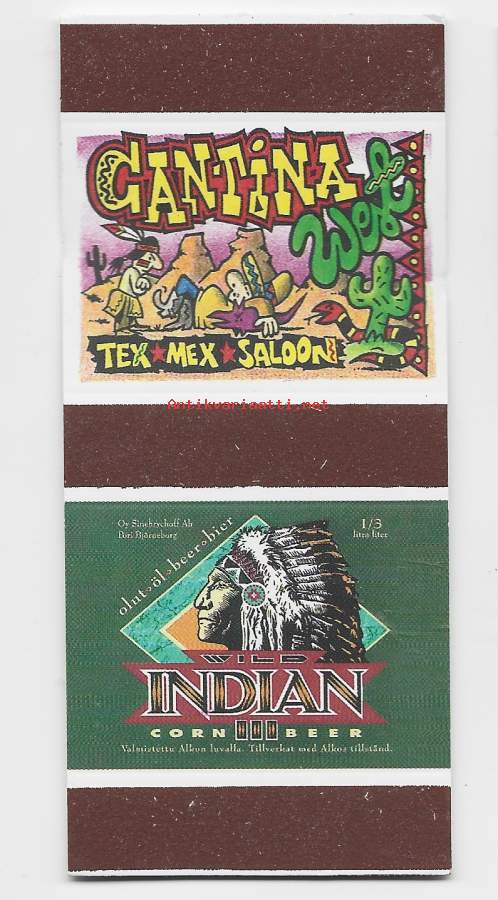 CANTINA
West
TEX★MEX★SALOON
Antikvariaatti.net
Oy Sinebrychoff Ab
Pori Björneborg
1/3
litra liter
olut·öl·beer·bier
WILD
INDIAN
CORN III BEER
Valmistettu Alkon luvalla. Tillverkat med Alkos tillstånd.